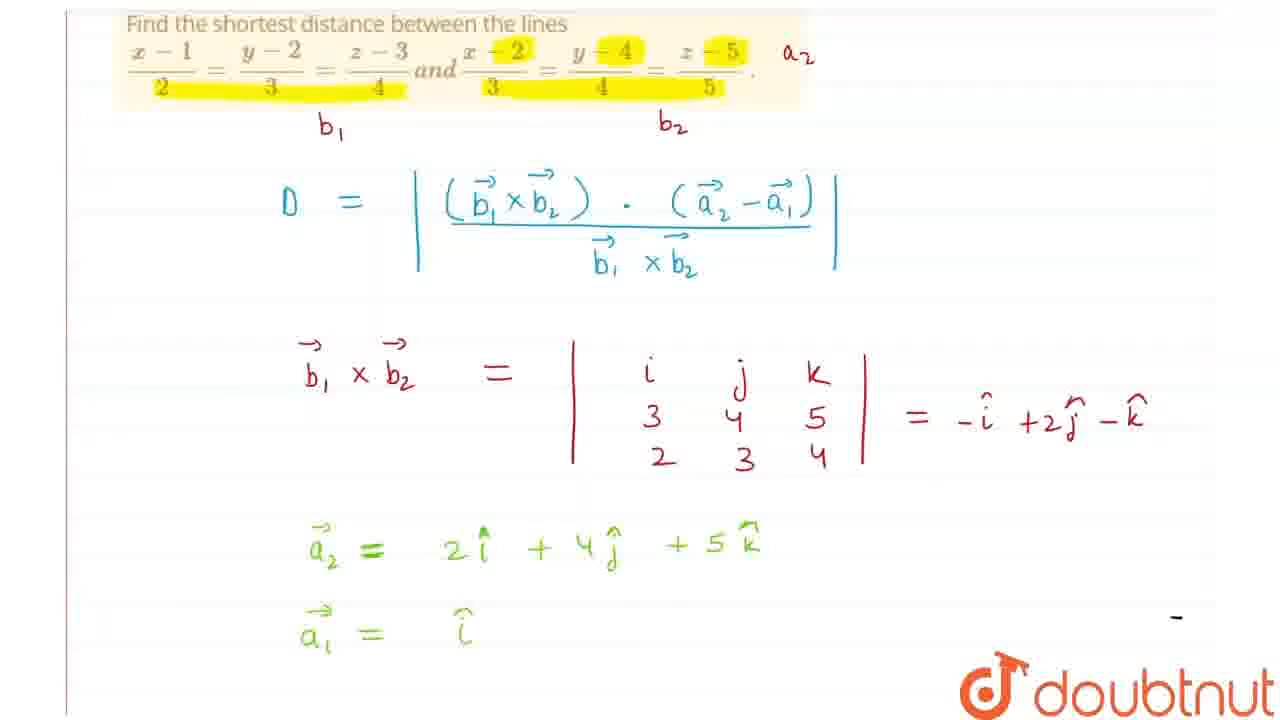 Find the shortest distance between the lines
x − 1 / 2 = y − 2 / 3 = z − 3 / 4 and x − 2 / 3 = y − 4 / 4 = z − 5 / 5 . a₂
b₁ b₂
D = | (b₁⃗ × b₂⃗) · (a₂⃗ − a₁⃗) / b₁⃗ × b₂⃗ |
b₁⃗ × b₂⃗ = | i j k
3 4 5
2 3 4 | = -î + 2ĵ - k̂
a₂⃗ = 2î + 4ĵ + 5k̂
a₁⃗ = î
-
doubtnut